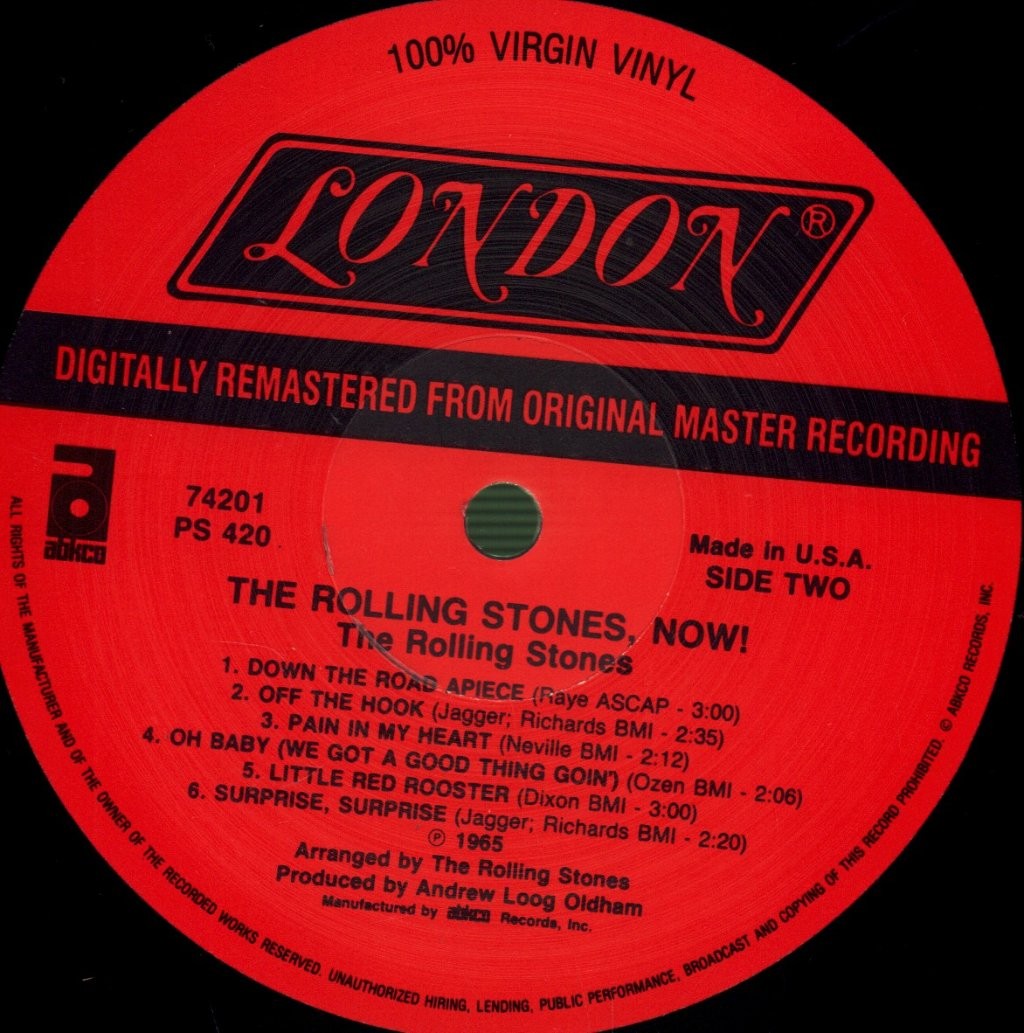 100% VIRGIN VINYL
LONDON®
DIGITALLY REMASTERED FROM ORIGINAL MASTER RECORDING
abkco
74201
PS 420
Made in U.S.A.
SIDE TWO
THE ROLLING STONES, NOW!
The Rolling Stones
1. DOWN THE ROAD APIECE (Raye ASCAP - 3:00)
2. OFF THE HOOK (Jagger; Richards BMI - 2:35)
3. PAIN IN MY HEART (Neville BMI - 2:12)
4. OH BABY (WE GOT A GOOD THING GOIN') (Ozen BMI - 2:06)
5. LITTLE RED ROOSTER (Dixon BMI - 3:00)
6. SURPRISE, SURPRISE (Jagger; Richards BMI - 2:20)
℗ 1965
Arranged by The Rolling Stones
Produced by Andrew Loog Oldham
Manufactured by abkco Records, Inc.
ALL RIGHTS OF THE MANUFACTURER AND OF THE OWNER OF THE RECORDED WORKS RESERVED. UNAUTHORIZED HIRING, LENDING, PUBLIC PERFORMANCE, BROADCAST AND COPYING OF THIS RECORD PROHIBITED. © ABKCO RECORDS, INC.